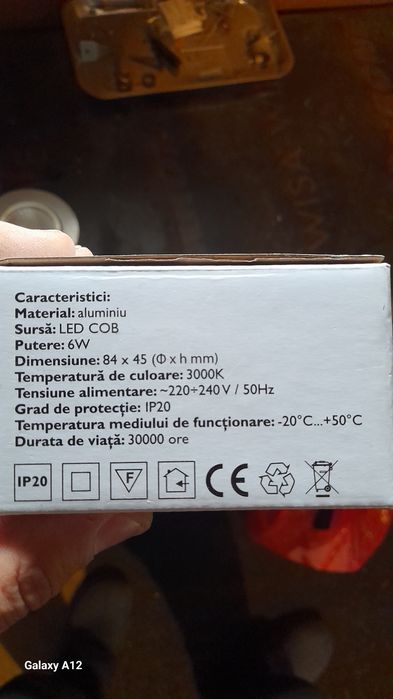 Caracteristici:
Material: aluminiu
Sursă: LED COB
Putere: 6W
Dimensiune: 84 x 45 (Φ x h mm)
Temperatură de culoare: 3000K
Tensiune alimentare: ~220÷240V / 50Hz
Grad de protecție: IP20
Temperatura mediului de funcționare: -20°C...+50°C
Durata de viață: 30000 ore
IP20 F CE
Galaxy A12